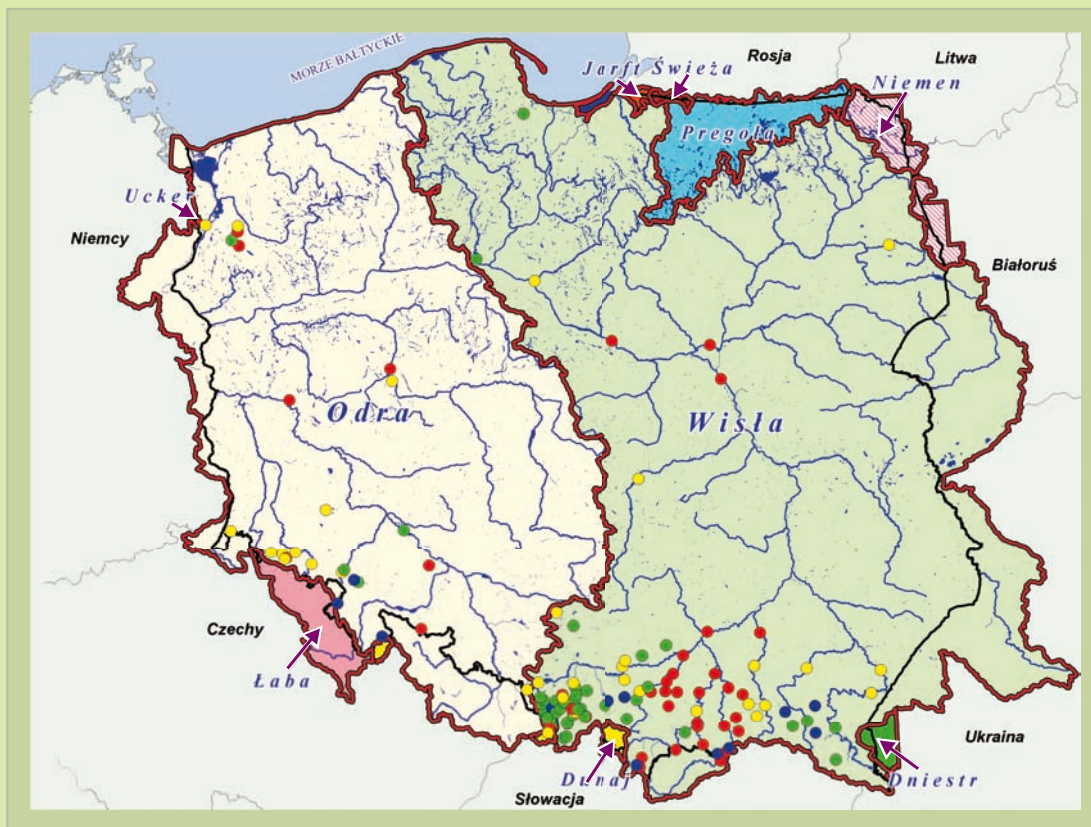 MORZE BAŁTYCKIE
Rosja
Litwa
Jarft Świeża
Niemen
Pregoła
Ucker
Niemcy
Białoruś
Odra
Wisła
Czechy
Łaba
Ukraina
Dunaj
Dniestr
Słowacja